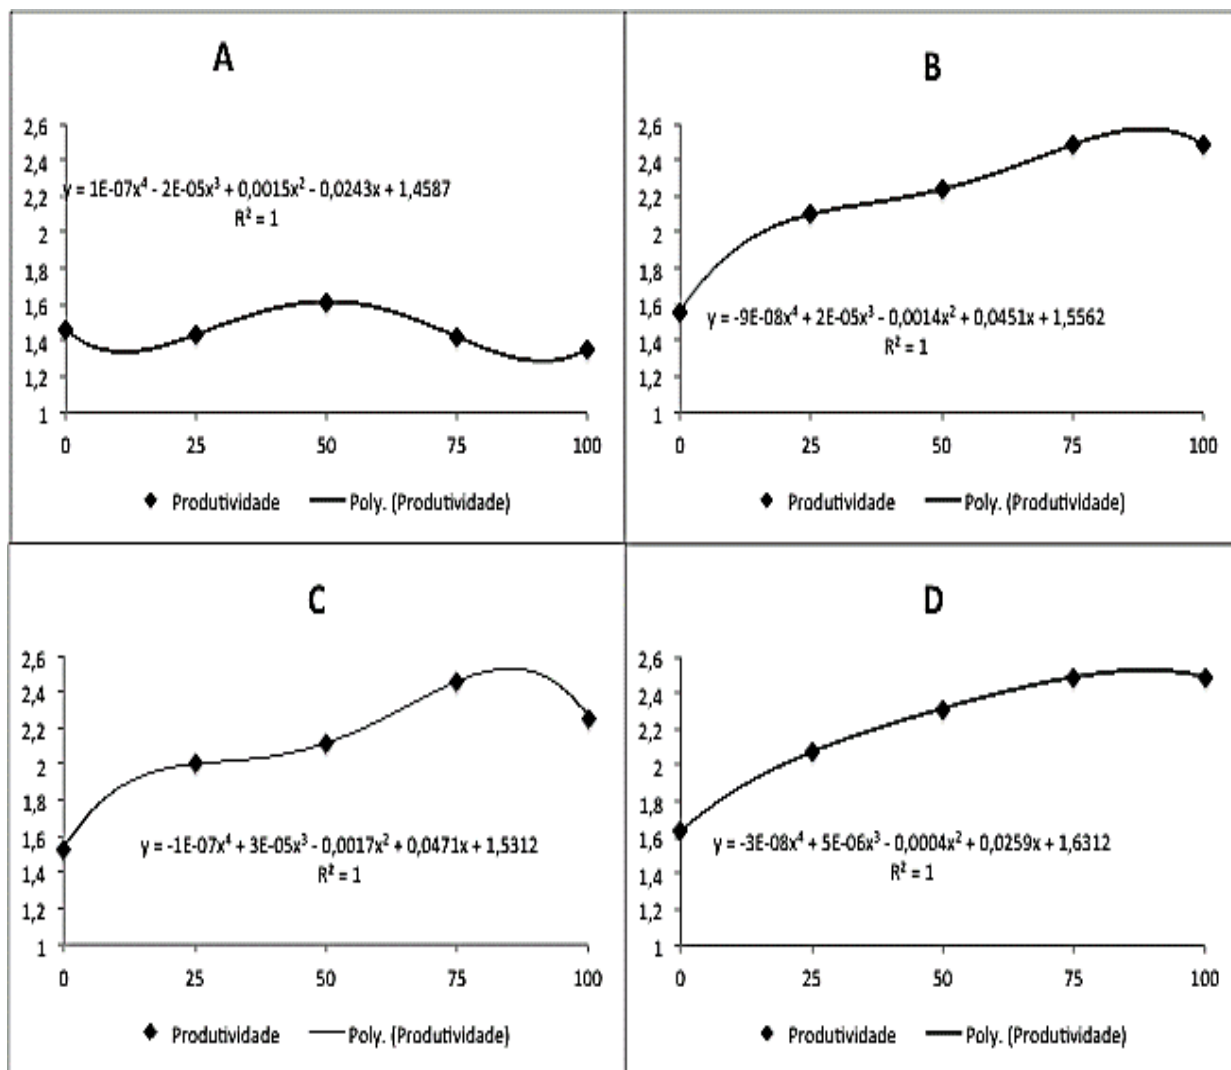 A
2,6
2,4
2,2
2
1,8
1,6
1,4
1,2
1
y = 1E-07x⁴ - 2E-05x³ + 0,0015x² - 0,0243x + 1,4587
R² = 1
0 25 50 75 100
Produtividade Poly. (Produtividade)
B
2,6
2,4
2,2
2
1,8
1,6
1,4
1,2
1
y = -9E-08x⁴ + 2E-05x³ - 0,0014x² + 0,0451x + 1,5562
R² = 1
0 25 50 75 100
Produtividade Poly. (Produtividade)
C
2,6
2,4
2,2
2
1,8
1,6
1,4
1,2
1
y = -1E-07x⁴ + 3E-05x³ - 0,0017x² + 0,0471x + 1,5312
R² = 1
0 25 50 75 100
Produtividade Poly. (Produtividade)
D
2,6
2,4
2,2
2
1,8
1,6
1,4
1,2
1
y = -3E-08x⁴ + 5E-06x³ - 0,0004x² + 0,0259x + 1,6312
R² = 1
0 25 50 75 100
Produtividade Poly. (Produtividade)